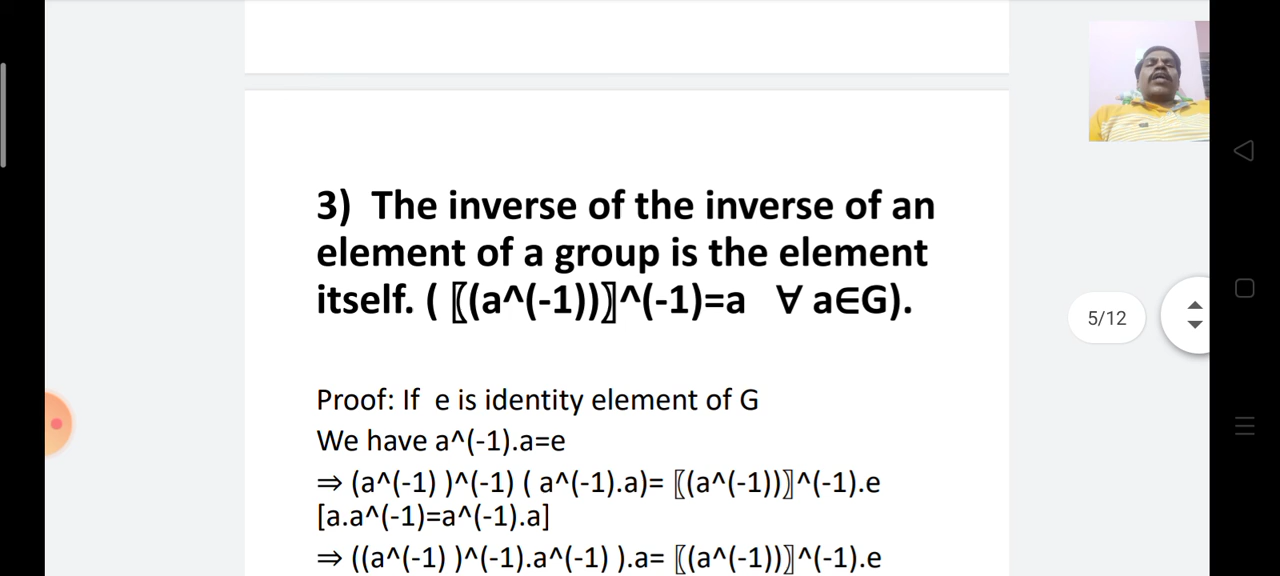 3) The inverse of the inverse of an
element of a group is the element
itself. ( 〖(a^(-1))〗^(-1)=a ∀ a∈G).
Proof: If e is identity element of G
We have a^(-1).a=e
⇒ (a^(-1) )^(-1) ( a^(-1).a)= 〖(a^(-1))〗^(-1).e
[a.a^(-1)=a^(-1).a]
⇒ ((a^(-1) )^(-1).a^(-1) ).a= 〖(a^(-1))〗^(-1).e
5/12